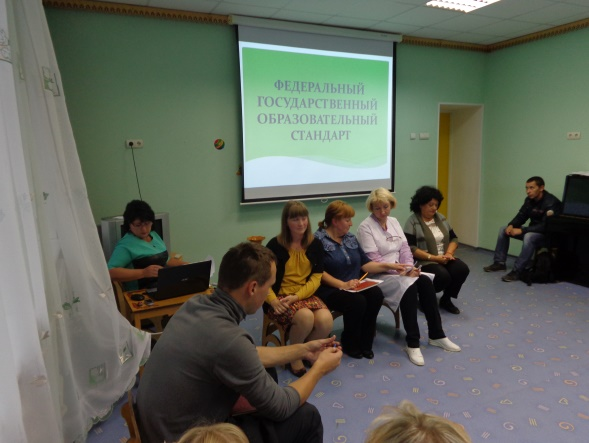 ФЕДЕРАЛЬНЫЙ
ГОСУДАРСТВЕННЫЙ
ОБРАЗОВАТЕЛЬНЫЙ
СТАНДАРТ